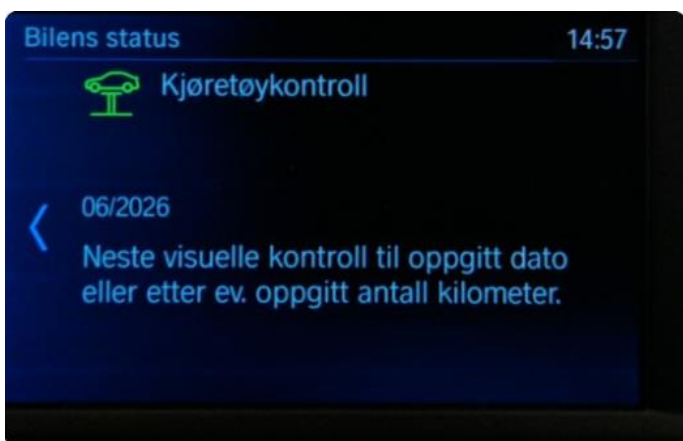 Bilens status 14:57
Kjøretøykontroll
06/2026
Neste visuelle kontroll til oppgitt dato
eller etter ev. oppgitt antall kilometer.